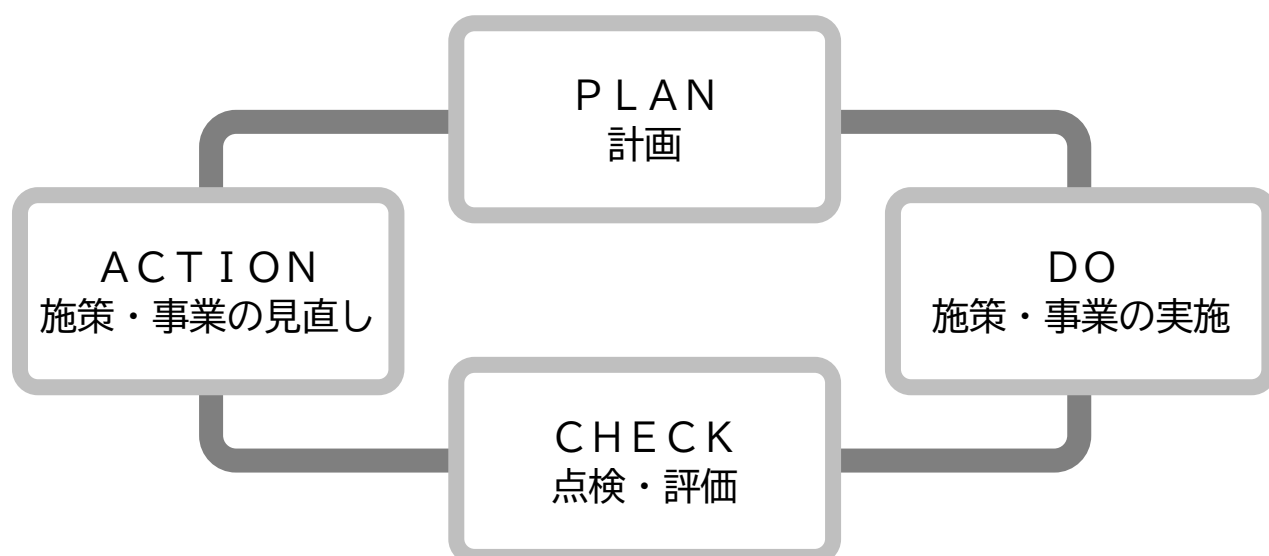 ＰＬＡＮ
計画
ＡＣＴＩＯＮ
施策・事業の見直し
ＤＯ
施策・事業の実施
ＣＨＥＣＫ
点検・評価